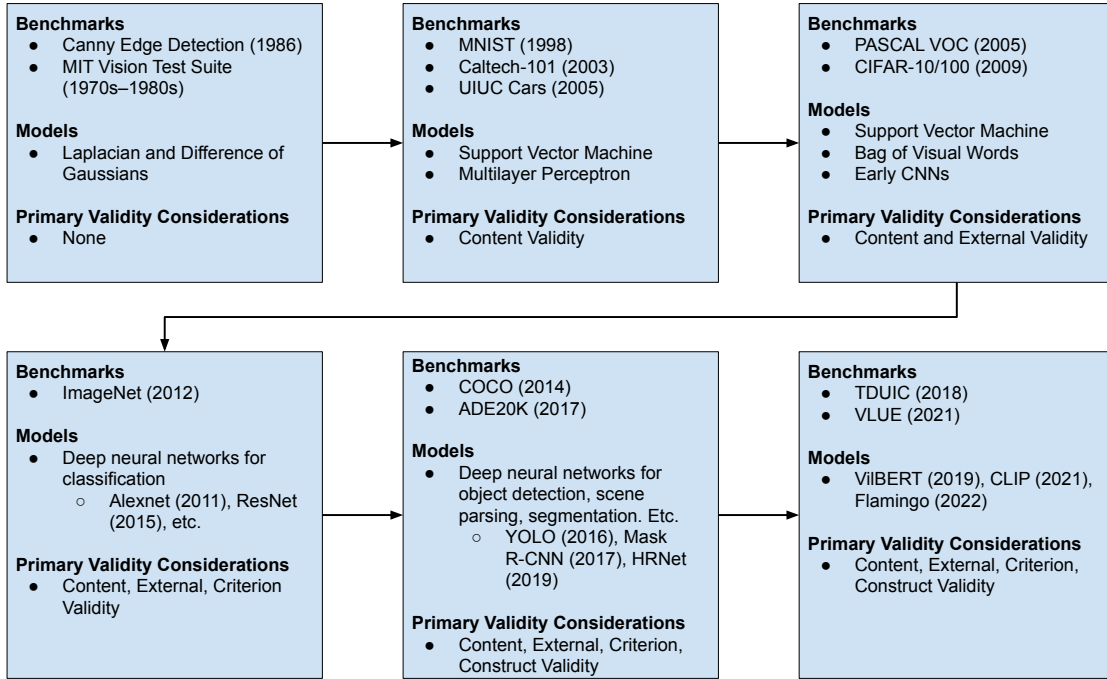 Benchmarks
● Canny Edge Detection (1986)
● MIT Vision Test Suite
(1970s–1980s)
Models
● Laplacian and Difference of
Gaussians
Primary Validity Considerations
● None
Benchmarks
● MNIST (1998)
● Caltech-101 (2003)
● UIUC Cars (2005)
Models
● Support Vector Machine
● Multilayer Perceptron
Primary Validity Considerations
● Content Validity
Benchmarks
● PASCAL VOC (2005)
● CIFAR-10/100 (2009)
Models
● Support Vector Machine
● Bag of Visual Words
● Early CNNs
Primary Validity Considerations
● Content and External Validity
Benchmarks
● ImageNet (2012)
Models
● Deep neural networks for
classification
○ Alexnet (2011), ResNet
(2015), etc.
Primary Validity Considerations
● Content, External, Criterion
Validity
Benchmarks
● COCO (2014)
● ADE20K (2017)
Models
● Deep neural networks for
object detection, scene
parsing, segmentation. Etc.
○ YOLO (2016), Mask
R-CNN (2017), HRNet
(2019)
Primary Validity Considerations
● Content, External, Criterion,
Construct Validity
Benchmarks
● TDUIC (2018)
● VLUE (2021)
Models
● VilBERT (2019), CLIP (2021),
Flamingo (2022)
Primary Validity Considerations
● Content, External, Criterion,
Construct Validity